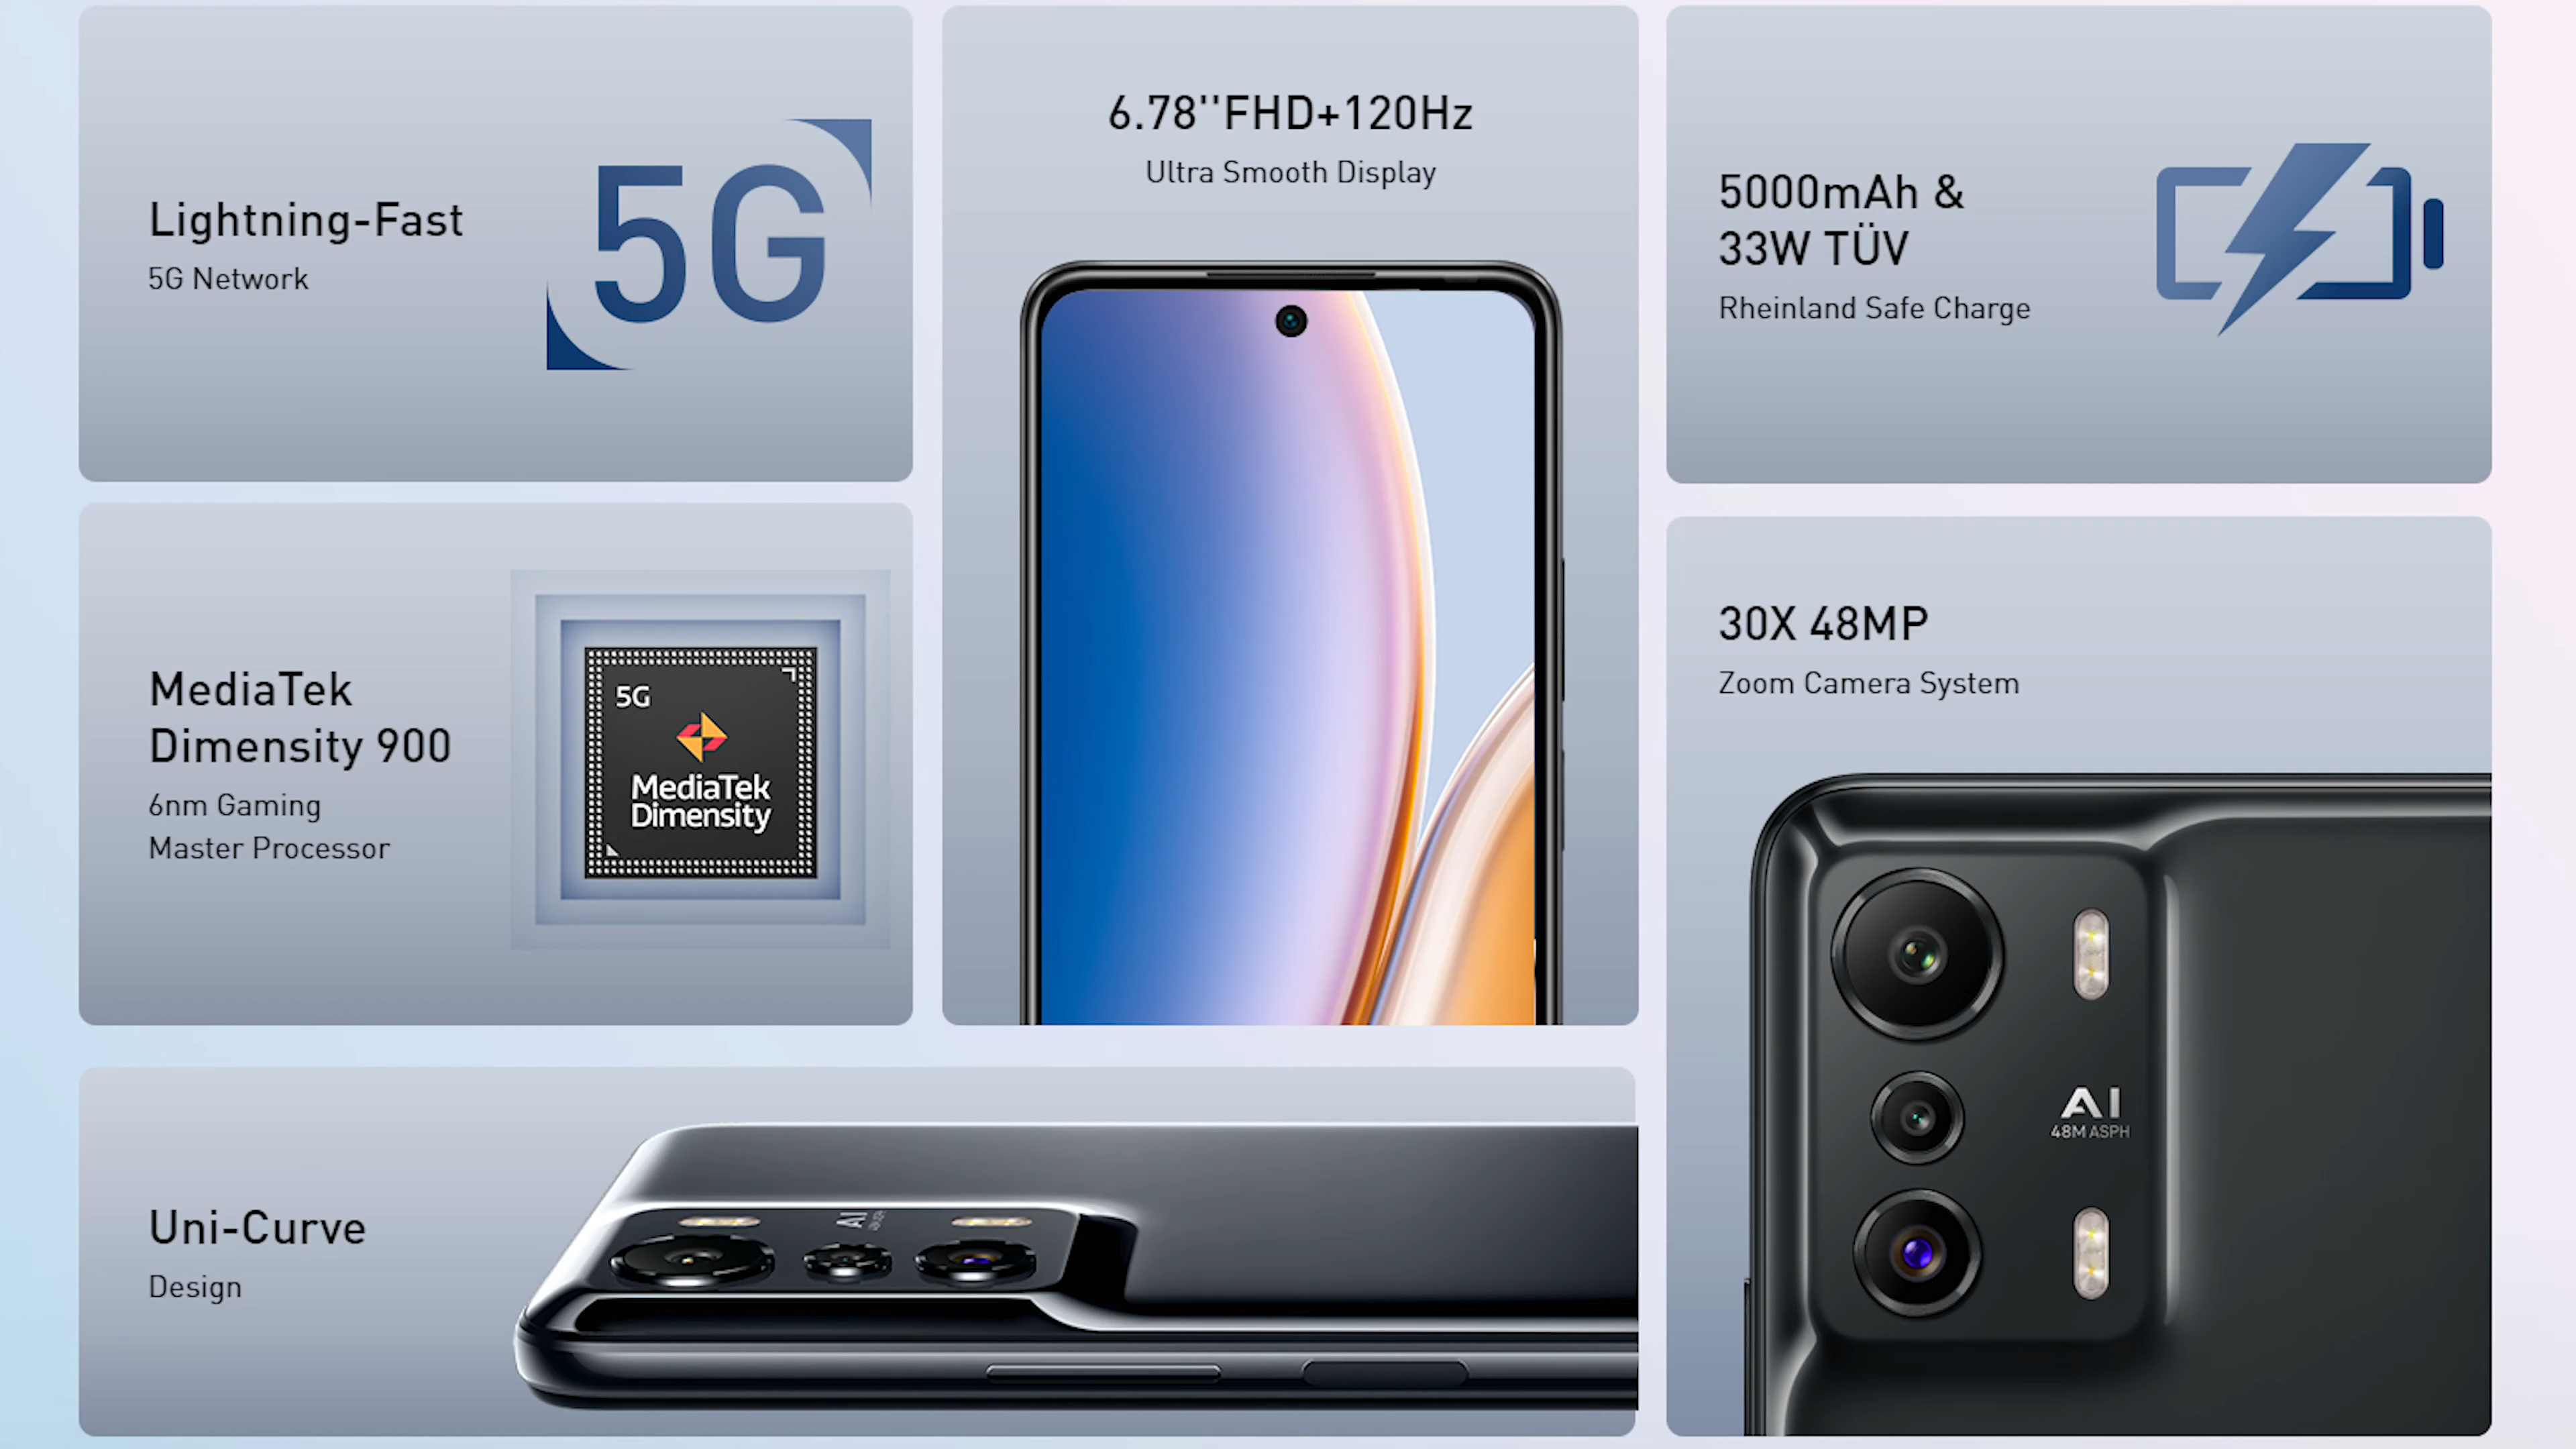 Lightning-Fast
5G Network
5G
6.78''FHD+120Hz
Ultra Smooth Display
5000mAh &
33W TÜV
Rheinland Safe Charge
MediaTek
Dimensity 900
6nm Gaming
Master Processor
5G
MediaTek
Dimensity
30X 48MP
Zoom Camera System
AI
48M ASPH
Uni-Curve
Design
AI